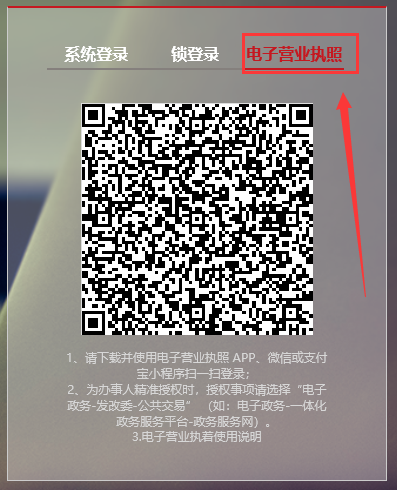 系统登录 锁登录 电子营业执照
1、请下载并使用电子营业执照 APP、微信或支付
宝小程序扫一扫登录；
2、为办事人精准授权时，授权事项请选择“电子
政务-发改委-公共交易”（如：电子政务-一体化
政务服务平台-政务服务网）。
3.电子营业执着使用说明